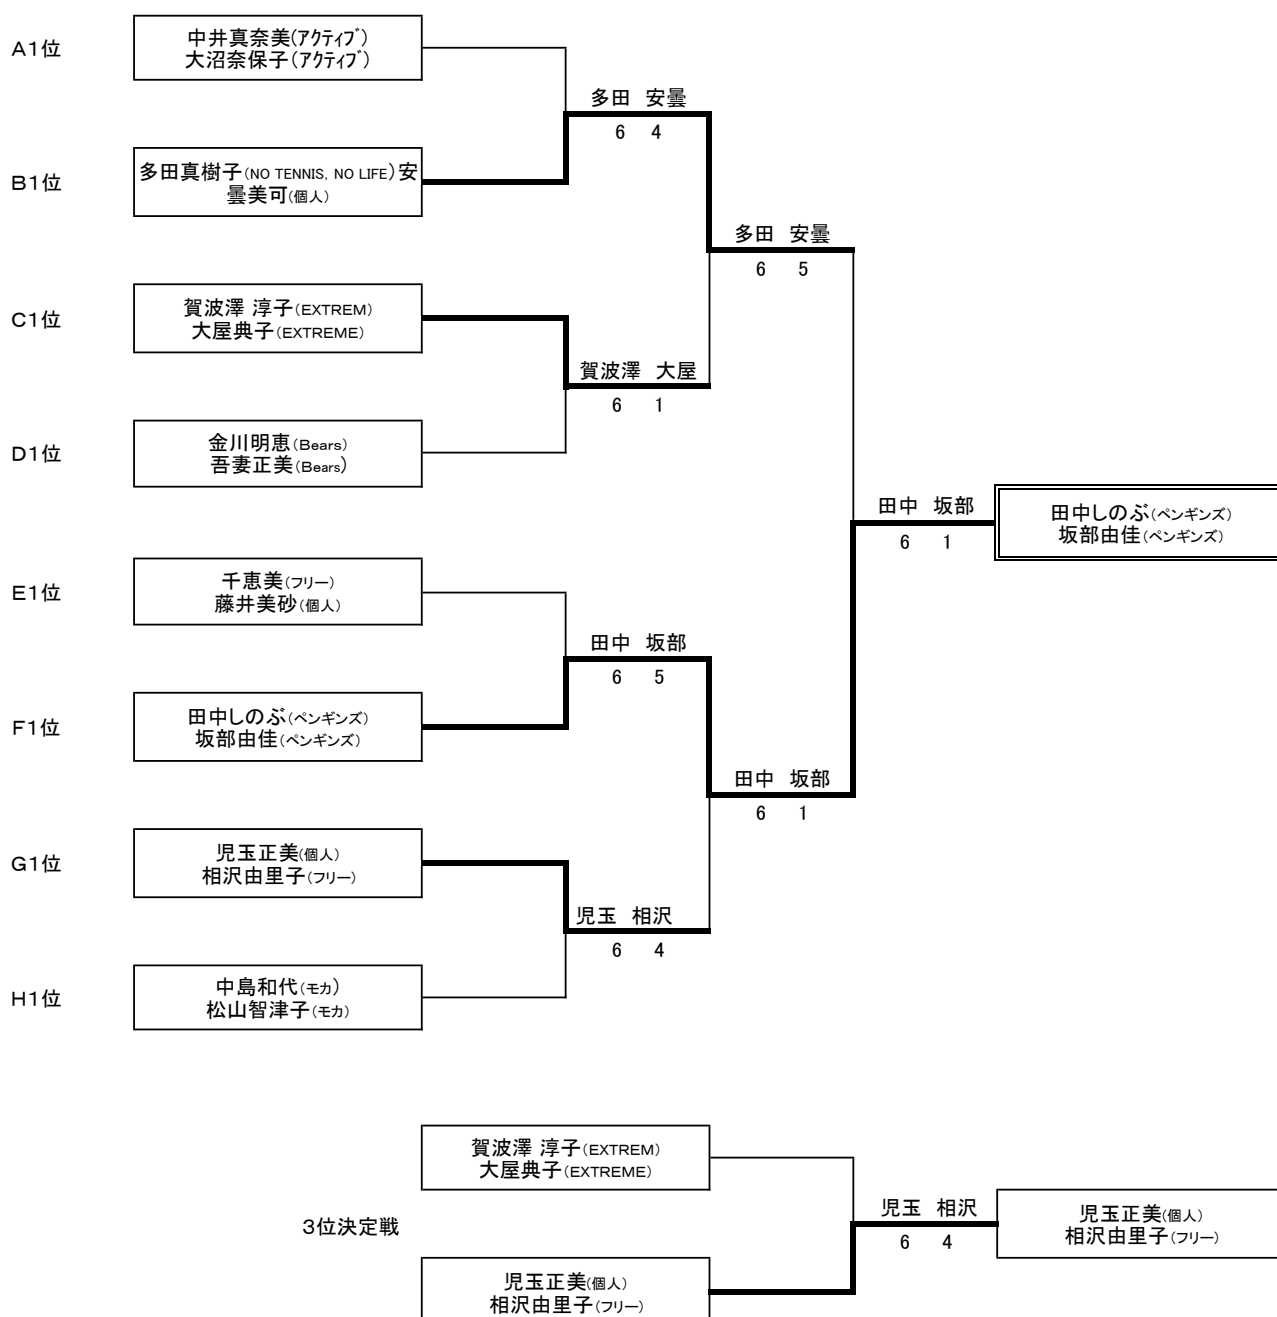 A1位
中井真奈美(アクティブ)
大沼奈保子(アクティブ)
多田 安曇
6 4
B1位
多田真樹子(NO TENNIS, NO LIFE)安
曇美可(個人)
多田 安曇
6 5
C1位
賀波澤 淳子(EXTREM)
大屋典子(EXTREME)
賀波澤 大屋
6 1
D1位
金川明恵(Bears)
吾妻正美(Bears)
田中 坂部
6 1
田中しのぶ(ペンギンズ)
坂部由佳(ペンギンズ)
E1位
千恵美(フリー)
藤井美砂(個人)
田中 坂部
6 5
F1位
田中しのぶ(ペンギンズ)
坂部由佳(ペンギンズ)
田中 坂部
6 1
G1位
児玉正美(個人)
相沢由里子(フリー)
児玉 相沢
6 4
H1位
中島和代(モカ)
松山智津子(モカ)
賀波澤 淳子(EXTREM)
大屋典子(EXTREME)
3位決定戦
児玉 相沢
6 4
児玉正美(個人)
相沢由里子(フリー)
児玉正美(個人)
相沢由里子(フリー)